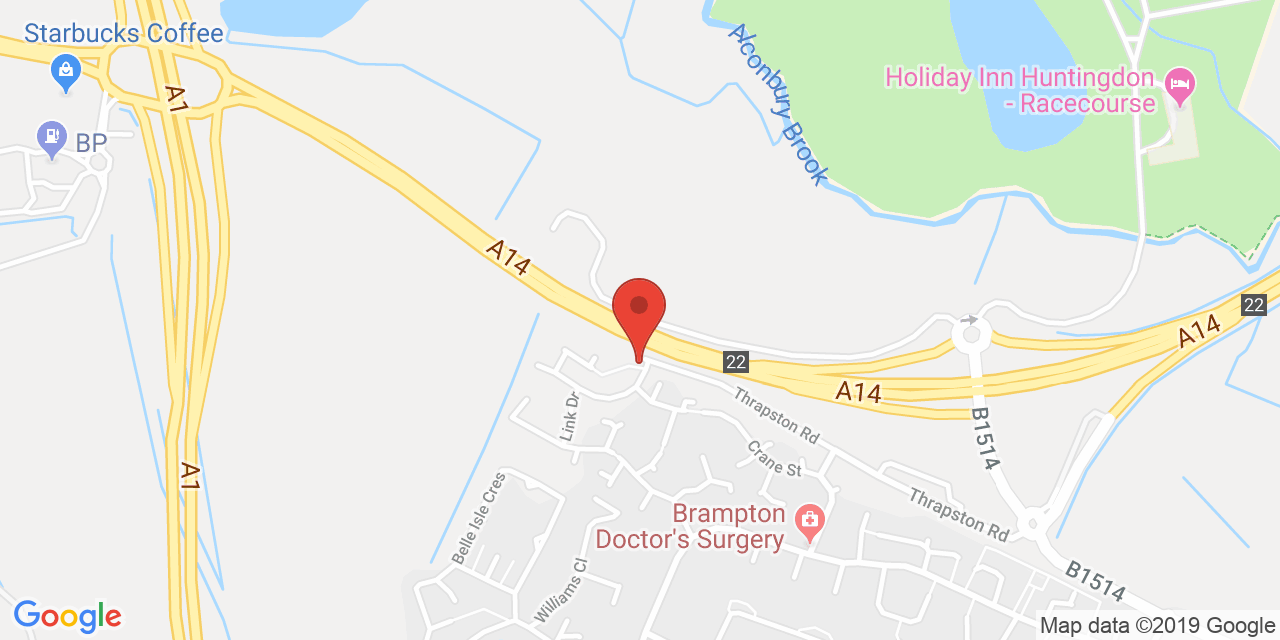 Starbucks Coffee
A1
BP
Alconbury Brook
Holiday Inn Huntingdon
- Racecourse
A14
22
A14
22
A14
Thrapston Rd
B1514
Link Dr
Crane St
A1
Belle Isle Cres
Thrapston Rd
Brampton
Doctor's Surgery
Williams Cl
B1514
Google
Map data ©2019 Google